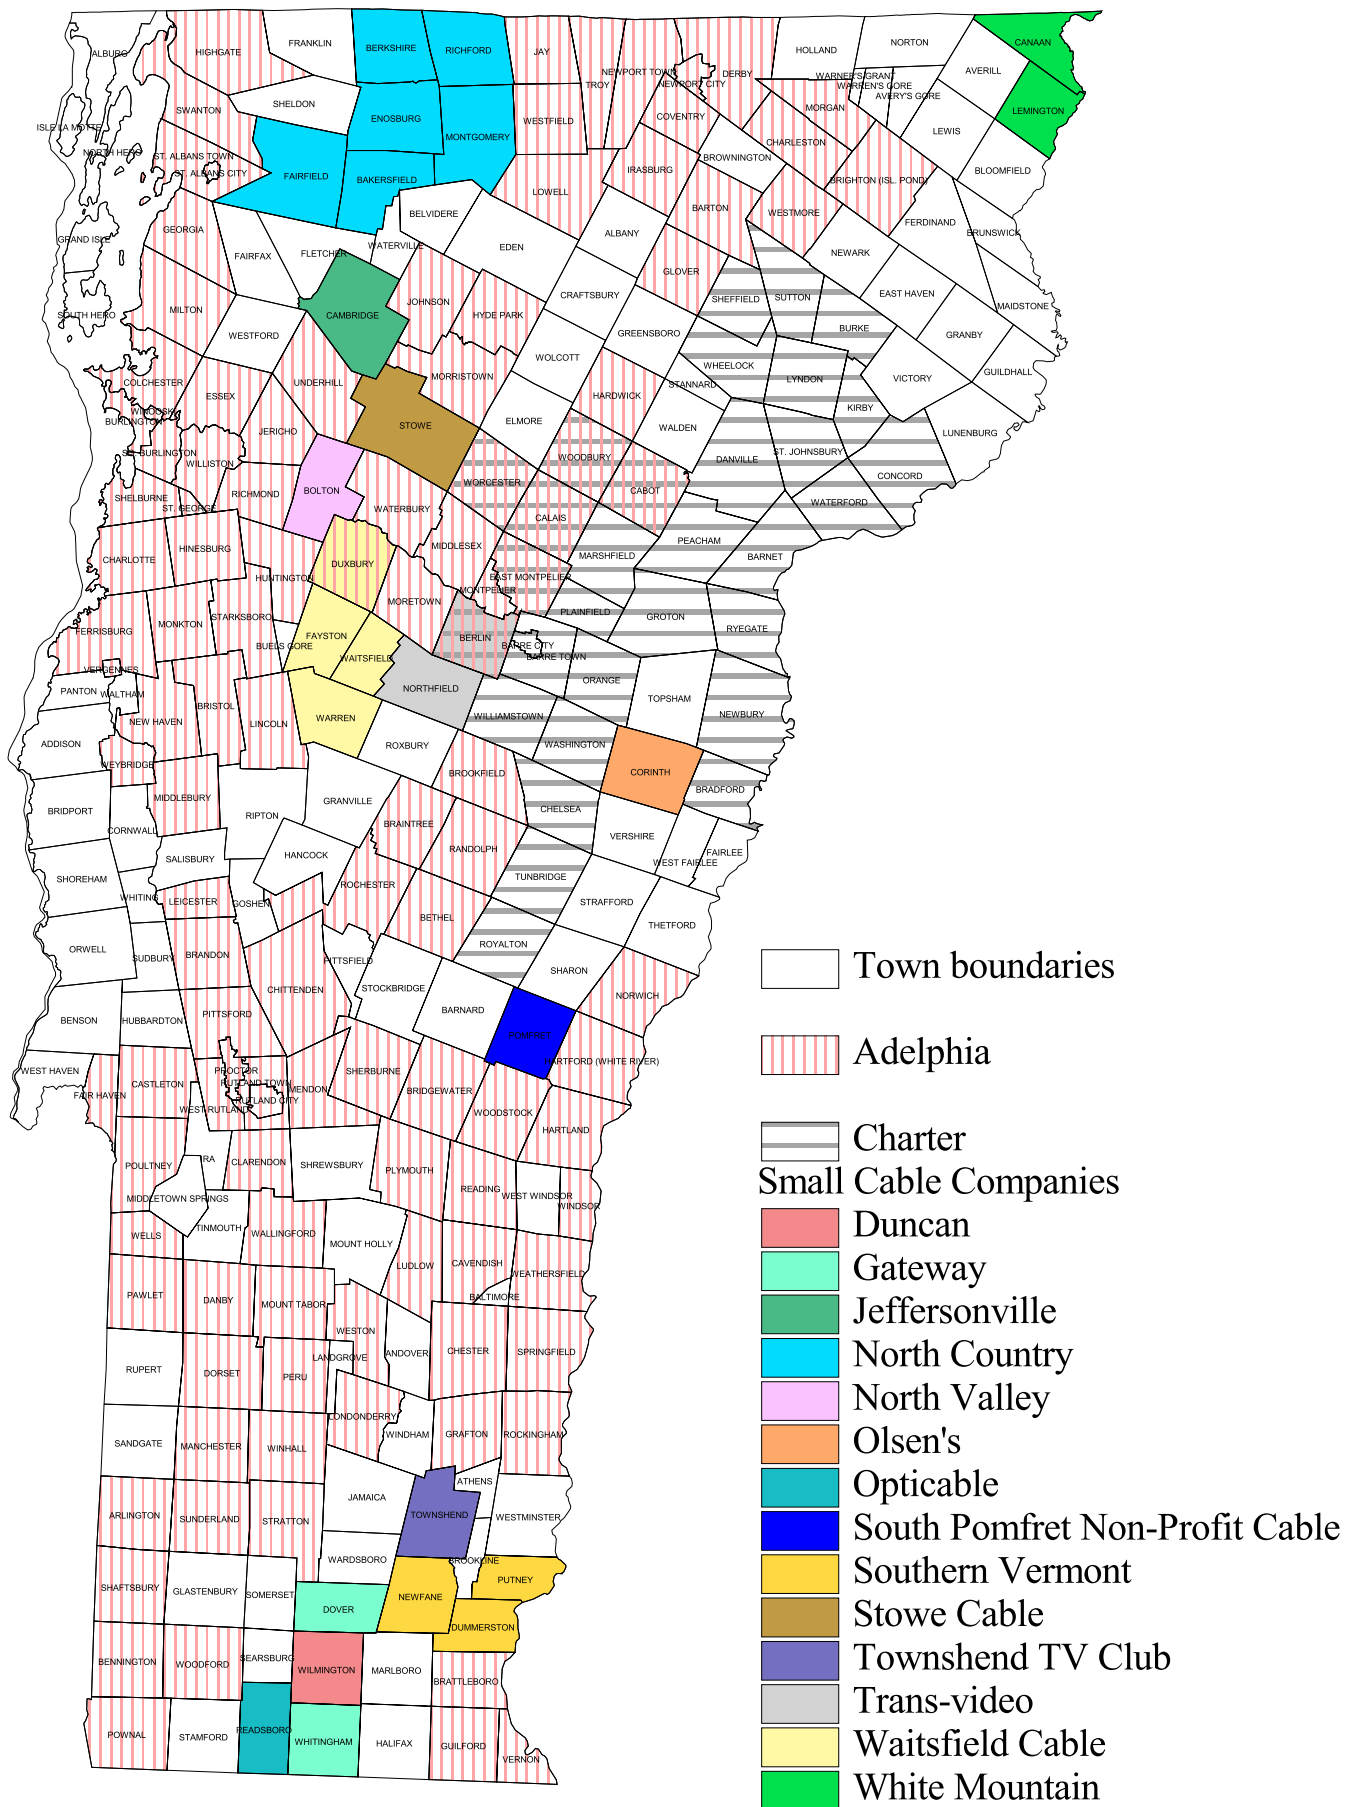 ALBURG
HIGHGATE
FRANKLIN
BERKSHIRE
RICHFORD
JAY
TROY
NEWPORT TOWN
NEWPORT CITY
DERBY
HOLLAND
NORTON
CANAAN
WARNER'S GRANT
WARREN'S GORE
AVERY'S GORE
AVERILL
LEMINGTON
SWANTON
SHELDON
ENOSBURG
MONTGOMERY
WESTFIELD
COVENTRY
MORGAN
CHARLESTON
LEWIS
BLOOMFIELD
ISLE LA MOTTE
NORTH HERO
ST. ALBANS TOWN
ST. ALBANS CITY
FAIRFIELD
BAKERSFIELD
LOWELL
IRASBURG
BROWNINGTON
BRIGHTON (ISL. POND)
BELVIDERE
BARTON
WESTMORE
FERDINAND
BRUNSWICK
GRAND ISLE
GEORGIA
FAIRFAX
FLETCHER
WATERVILLE
EDEN
ALBANY
NEWARK
GLOVER
EAST HAVEN
MAIDSTONE
SOUTH HERO
MILTON
WESTFORD
CAMBRIDGE
JOHNSON
HYDE PARK
CRAFTSBURY
GREENSBORO
SHEFFIELD
SUTTON
BURKE
GRANBY
GUILDHALL
WOLCOTT
WHEELOCK
STANNARD
LYNDON
VICTORY
COLCHESTER
WINOOSKI
BURLINGTON
ESSEX
UNDERHILL
MORRISTOWN
HARDWICK
KIRBY
JERICHO
STOWE
ELMORE
WALDEN
LUNENBURG
SO. BURLINGTON
WILLISTON
WOODBURY
DANVILLE
ST. JOHNSBURY
CONCORD
SHELBURNE
ST. GEORGE
RICHMOND
BOLTON
WATERBURY
WORCESTER
CABOT
WATERFORD
CALAIS
CHARLOTTE
HINESBURG
HUNTINGTON
DUXBURY
MIDDLESEX
MARSHFIELD
PEACHAM
BARNET
EAST MONTPELIER
MONTPELIER
MORETOWN
PLAINFIELD
GROTON
RYEGATE
FERRISBURG
MONKTON
STARKSBORO
BUELS GORE
FAYSTON
WAITSFIELD
BERLIN
BARRE CITY
BARRE TOWN
VERGENNES
PANTON
WALTHAM
NEW HAVEN
BRISTOL
LINCOLN
WARREN
NORTHFIELD
WILLIAMSTOWN
ORANGE
TOPSHAM
NEWBURY
ADDISON
WEYBRIDGE
ROXBURY
WASHINGTON
CORINTH
BRADFORD
BROOKFIELD
BRIDPORT
CORNWALL
MIDDLEBURY
RIPTON
GRANVILLE
BRAINTREE
CHELSEA
VERSHIRE
WEST FAIRLEE
FAIRLEE
SHOREHAM
WHITING
SALISBURY
HANCOCK
RANDOLPH
TUNBRIDGE
LEICESTER
GOSHEN
ROCHESTER
BETHEL
STRAFFORD
THETFORD
ORWELL
SUDBURY
BRANDON
CHITTENDEN
PITTSFIELD
STOCKBRIDGE
ROYALTON
SHARON
NORWICH
BENSON
HUBBARDTON
PITTSFORD
BARNARD
POMFRET
WEST HAVEN
FAIR HAVEN
CASTLETON
PROCTOR
RUTLAND TOWN
RUTLAND CITY
WEST RUTLAND
MENDON
SHERBURNE
BRIDGEWATER
WOODSTOCK
HARTFORD (WHITE RIVER)
HARTLAND
POULTNEY
RA
CLARENDON
SHREWSBURY
PLYMOUTH
READING
WEST WINDSOR
WINDSOR
MIDDLETOWN SPRINGS
WELLS
TINMOUTH
WALLINGFORD
MOUNT HOLLY
LUDLOW
CAVENDISH
BALTIMORE
WEATHERSFIELD
PAWLET
DANBY
MOUNT TABOR
WESTON
ANDOVER
CHESTER
SPRINGFIELD
RUPERT
DORSET
PERU
LANDGROVE
LONDONDERRY
WINDHAM
GRAFTON
ROCKINGHAM
SANDGATE
MANCHESTER
WINHALL
JAMAICA
ATHENS
TOWNSHEND
WESTMINSTER
ARLINGTON
SUNDERLAND
STRATTON
WARDSBORO
BROOKLINE
PUTNEY
SHAFTSBURY
GLASTENBURY
SOMERSET
DOVER
NEWFANE
DUMMERSTON
BENNINGTON
WOODFORD
SEARSBURG
WILMINGTON
MARLBORO
BRATTLEBORO
POWNAL
STAMFORD
READSBORO
WHITINGHAM
HALIFAX
GUILFORD
VERNON
Town boundaries
Adelphia
Charter
Small Cable Companies
Duncan
Gateway
Jeffersonville
North Country
North Valley
Olsen's
Opticable
South Pomfret Non-Profit Cable
Southern Vermont
Stowe Cable
Townshend TV Club
Trans-video
Waitsfield Cable
White Mountain